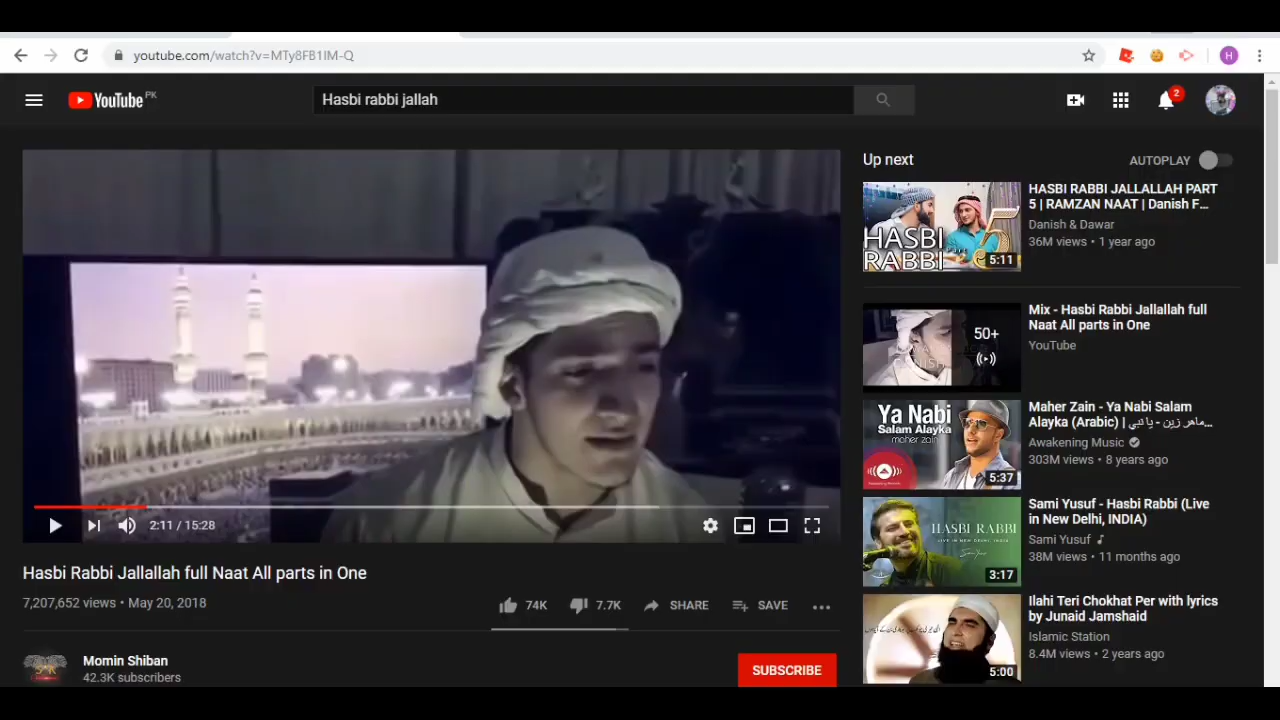 youtube.com/watch?v=MTy8FB1IM-Q
H
YouTube PK
Hasbi rabbi jallah
2
2:11 / 15:28
Hasbi Rabbi Jallallah full Naat All parts in One
7,207,652 views • May 20, 2018
74K
7.7K
SHARE
SAVE
Momin Shiban
42.3K subscribers
SUBSCRIBE
Up next
AUTOPLAY
HASBI
RABBI
5
5:11
HASBI RABBI JALLALLAH PART
5 | RAMZAN NAAT | Danish F...
Danish & Dawar
36M views • 1 year ago
50+
Mix - Hasbi Rabbi Jallallah full
Naat All parts in One
YouTube
Ya Nabi
Salam Alayka
maher zain
5:37
Maher Zain - Ya Nabi Salam
Alayka (Arabic) | ماهر زين - يا نبي...
Awakening Music
303M views • 8 years ago
HASBI RABBI
LIVE IN NEW DELHI, INDIA
3:17
Sami Yusuf - Hasbi Rabbi (Live
in New Delhi, INDIA)
Sami Yusuf
38M views • 11 months ago
5:00
Ilahi Teri Chokhat Per with lyrics
by Junaid Jamshaid
Islamic Station
8.4M views • 2 years ago